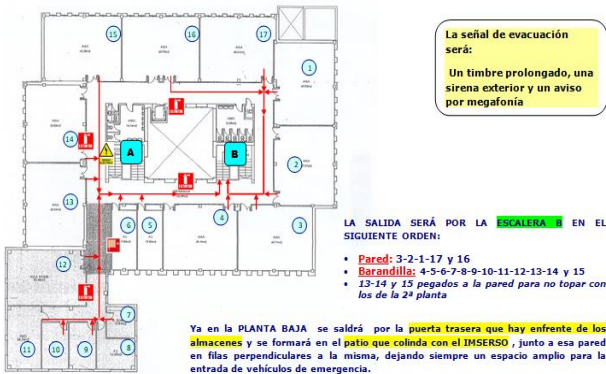 15
16
17
1
14
A
B
2
13
6
5
4
3
12
7
11
10
9
8
La señal de evacuación
será:
Un timbre prolongado, una
sirena exterior y un aviso
por megafonía
LA SALIDA SERÁ POR LA ESCALERA B EN EL
SIGUIENTE ORDEN:
• Pared: 3-2-1-17 y 16
• Barandilla: 4-5-6-7-8-9-10-11-12-13-14 y 15
• 13-14 y 15 pegados a la pared para no topar con
los de la 2ª planta
Ya en la PLANTA BAJA se saldrá por la puerta trasera que hay enfrente de los
almacenes y se formará en el patio que colinda con el IMSERSO , junto a esa pared
en filas perpendiculares a la misma, dejando siempre un espacio amplio para la
entrada de vehículos de emergencia.